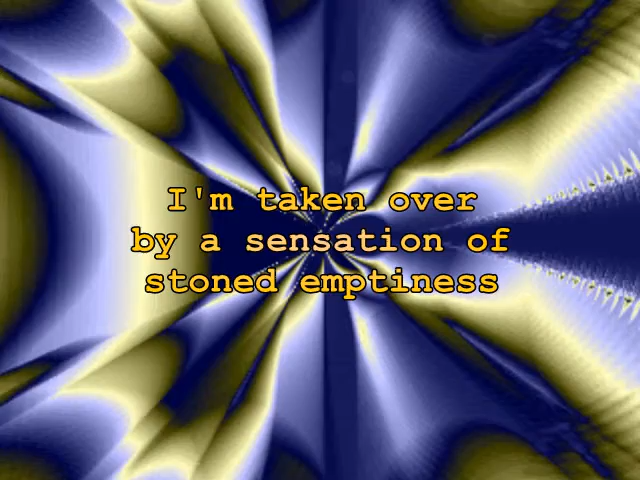 I'm taken over
by a sensation of
stoned emptiness